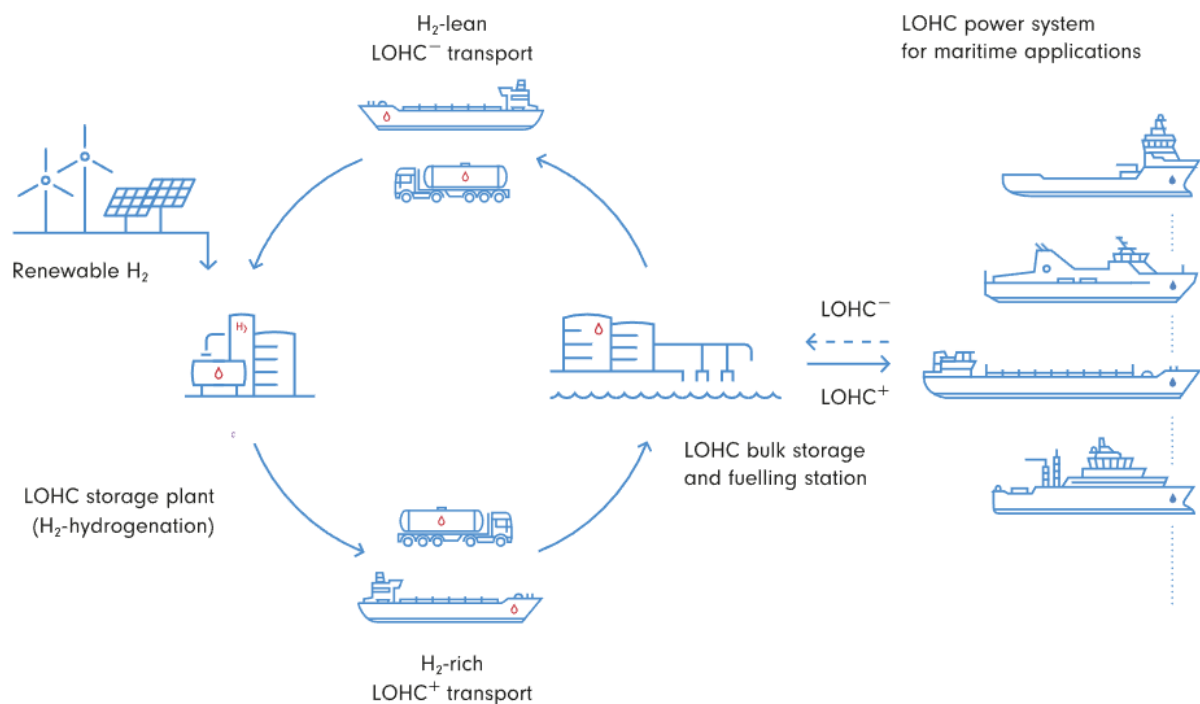 H₂-lean
LOHC⁻ transport
LOHC power system
for maritime applications
Renewable H₂
H₂
LOHC⁻
LOHC⁺
LOHC bulk storage
and fuelling station
LOHC storage plant
(H₂-hydrogenation)
H₂-rich
LOHC⁺ transport